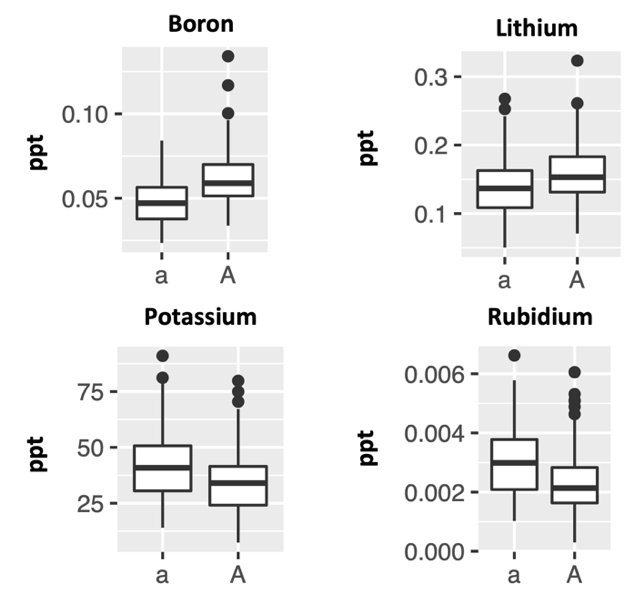 Boron
ppt
0.10
0.05
a A
Lithium
ppt
0.3
0.2
0.1
a A
Potassium
ppt
75
50
25
a A
Rubidium
ppt
0.006
0.004
0.002
0.000
a A